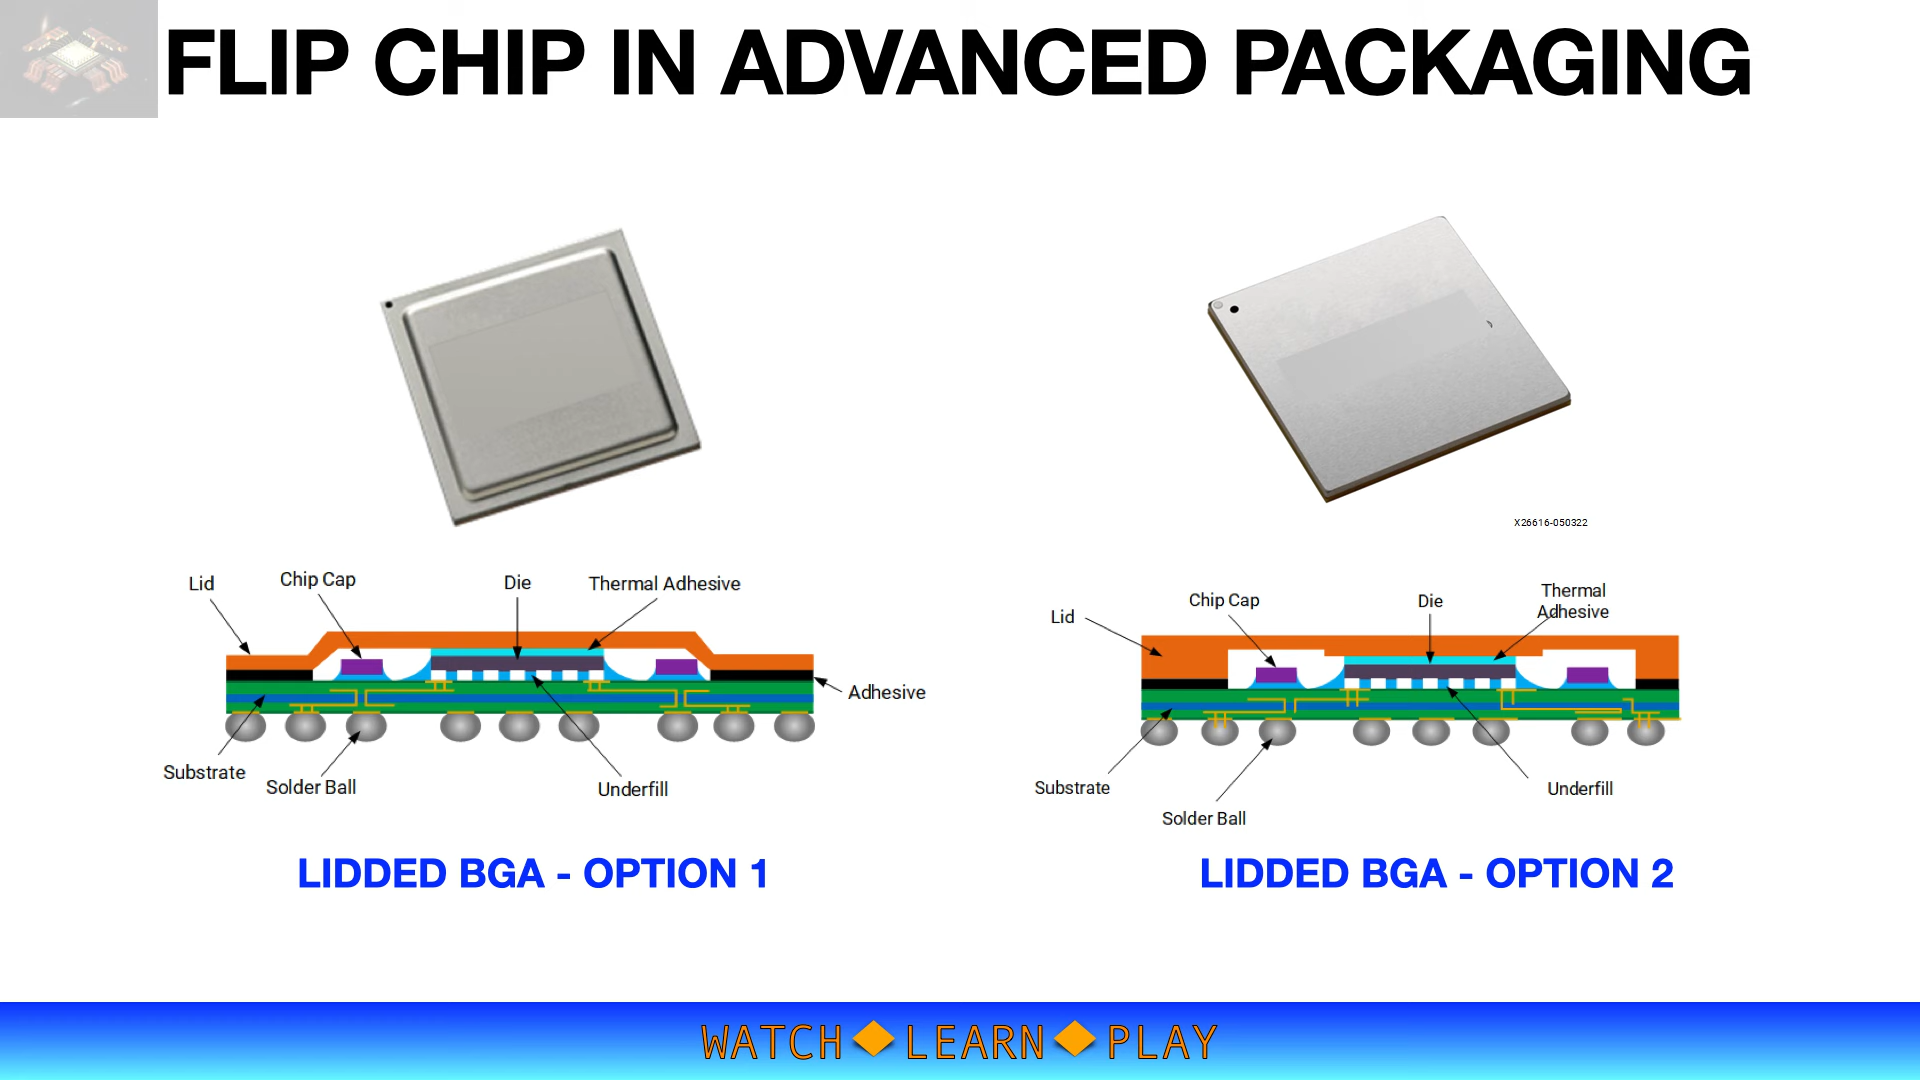 FLIP CHIP IN ADVANCED PACKAGING
Lid
Chip Cap
Die
Thermal Adhesive
Adhesive
Substrate
Solder Ball
Underfill
LIDDED BGA - OPTION 1
X26616-050322
Lid
Chip Cap
Die
Thermal
Adhesive
Substrate
Solder Ball
Underfill
LIDDED BGA - OPTION 2
WATCH LEARN PLAY